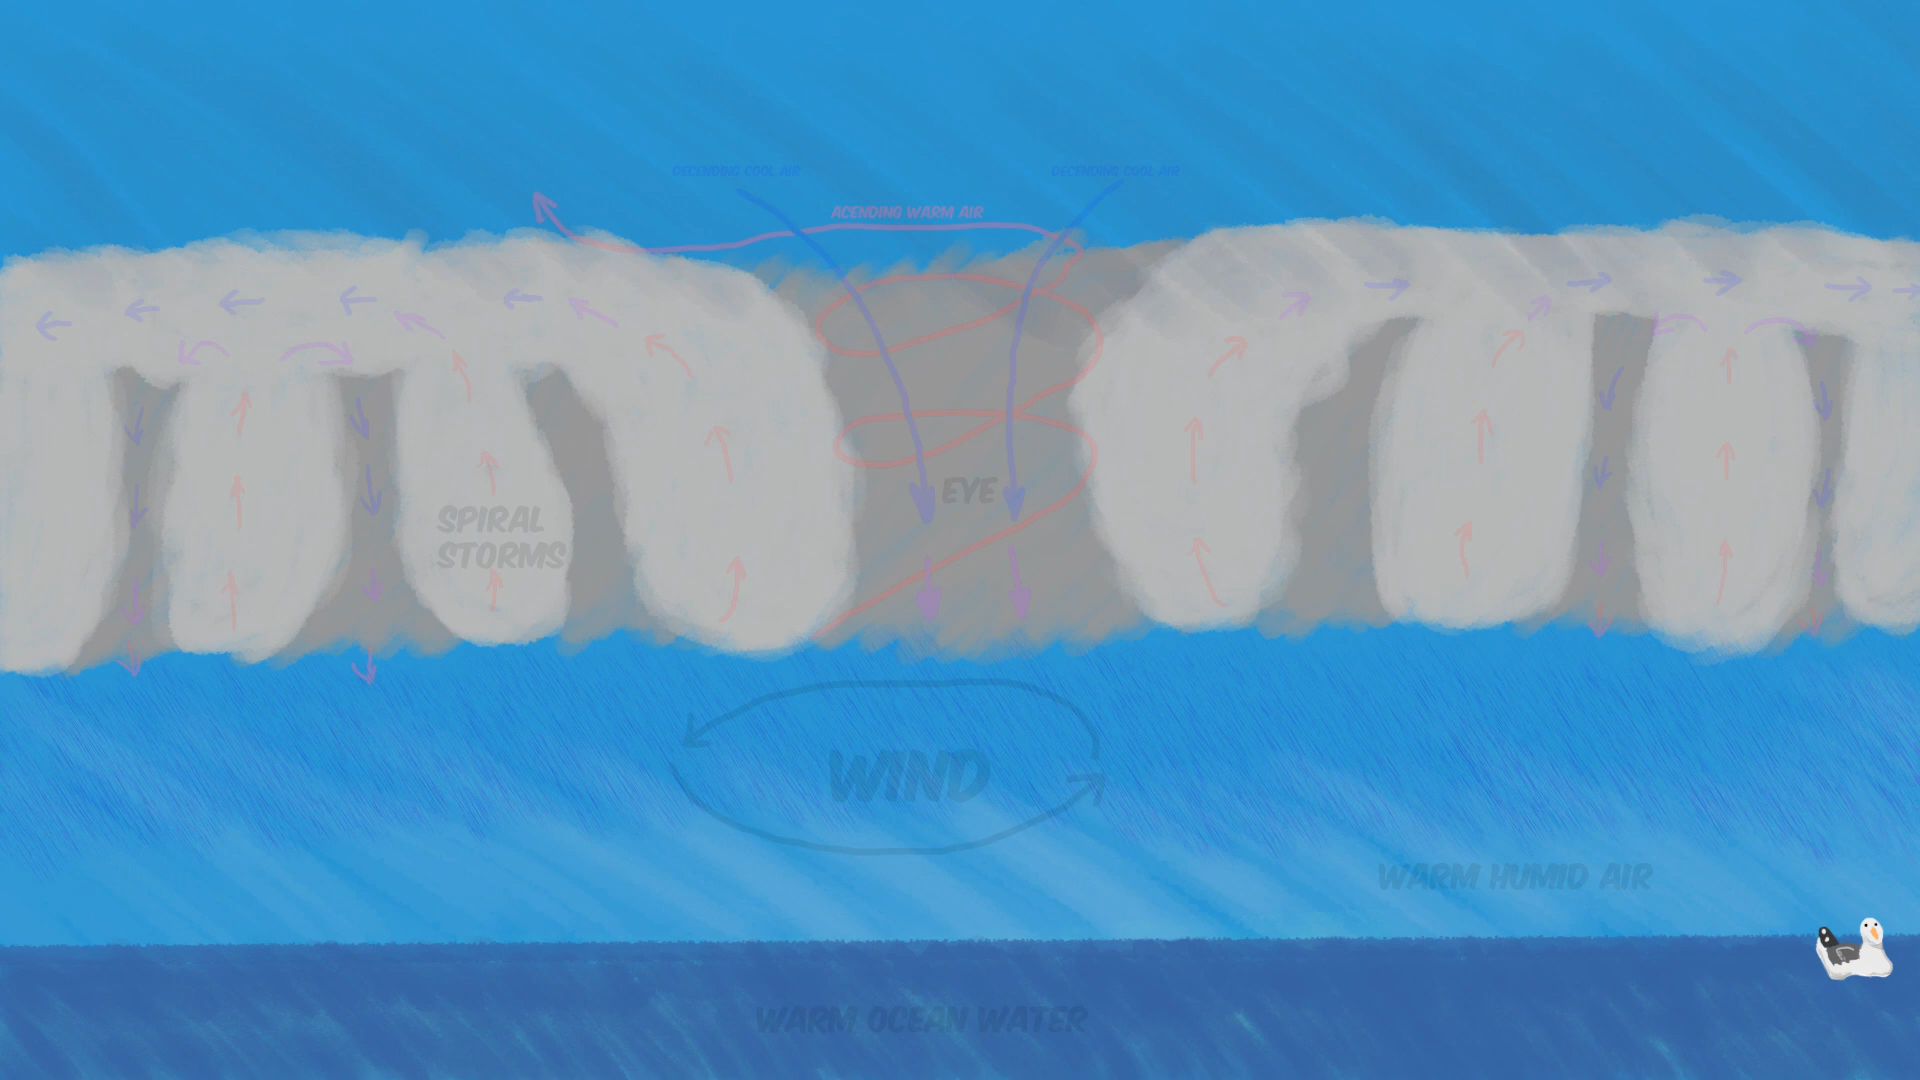 DECENDING COOL AIR
DECENDING COOL AIR
ACENDING WARM AIR
EYE
SPIRAL
STORMS
WIND
WARM HUMID AIR
WARM OCEAN WATER